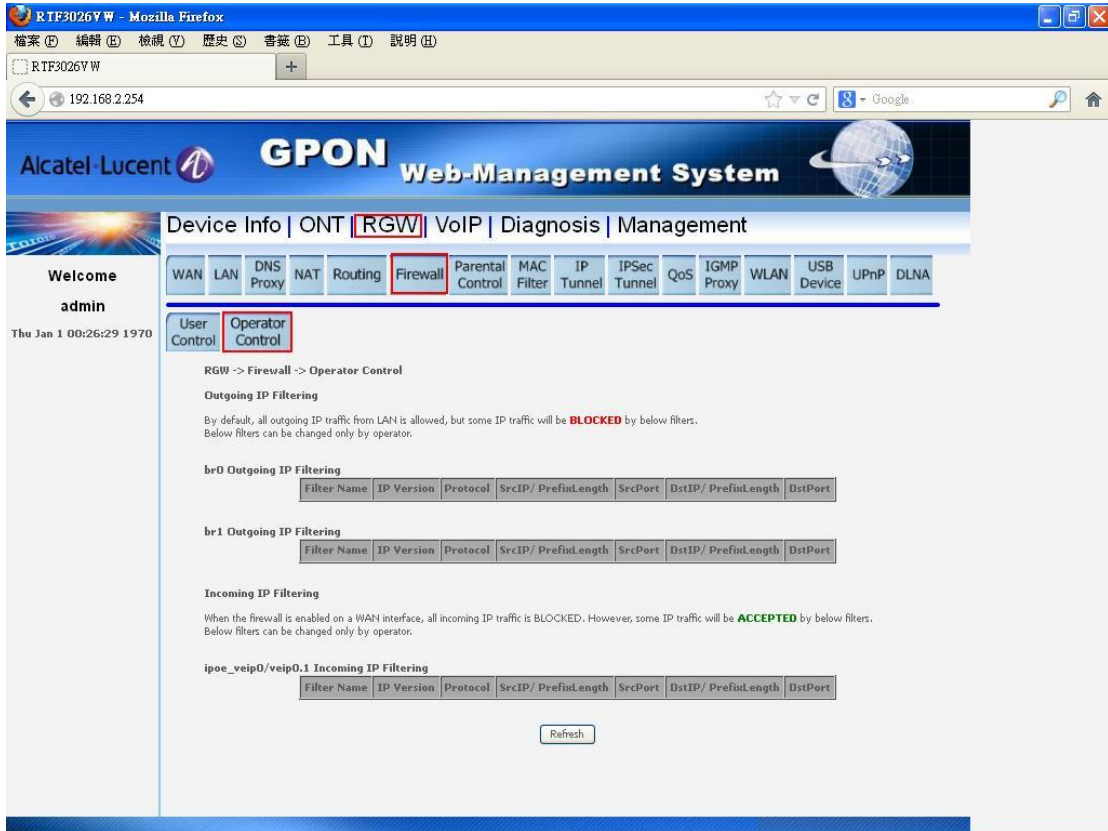 RTF3026VW - Mozilla Firefox
檔案(F) 編輯(E) 檢視(V) 歷史(S) 書籤(B) 工具(T) 說明(H)
RTF3026VW +
192.168.2.254
Google
Alcatel·Lucent
GPON Web-Management System
Device Info | ONT | RGW | VoIP | Diagnosis | Management
WAN LAN DNS Proxy NAT Routing Firewall Parental Control MAC Filter IP Tunnel IPSec Tunnel QoS IGMP Proxy WLAN USB Device UPnP DLNA
Welcome
admin
Thu Jan 1 00:26:29 1970
User Control Operator Control
RGW -> Firewall -> Operator Control
Outgoing IP Filtering
By default, all outgoing IP traffic from LAN is allowed, but some IP traffic will be BLOCKED by below filters.
Below filters can be changed only by operator.
br0 Outgoing IP Filtering
Filter Name IP Version Protocol SrcIP/ PrefixLength SrcPort DstIP/ PrefixLength DstPort
br1 Outgoing IP Filtering
Filter Name IP Version Protocol SrcIP/ PrefixLength SrcPort DstIP/ PrefixLength DstPort
Incoming IP Filtering
When the firewall is enabled on a WAN interface, all incoming IP traffic is BLOCKED. However, some IP traffic will be ACCEPTED by below filters.
Below filters can be changed only by operator.
ipoe_veip0/veip0.1 Incoming IP Filtering
Filter Name IP Version Protocol SrcIP/ PrefixLength SrcPort DstIP/ PrefixLength DstPort
Refresh